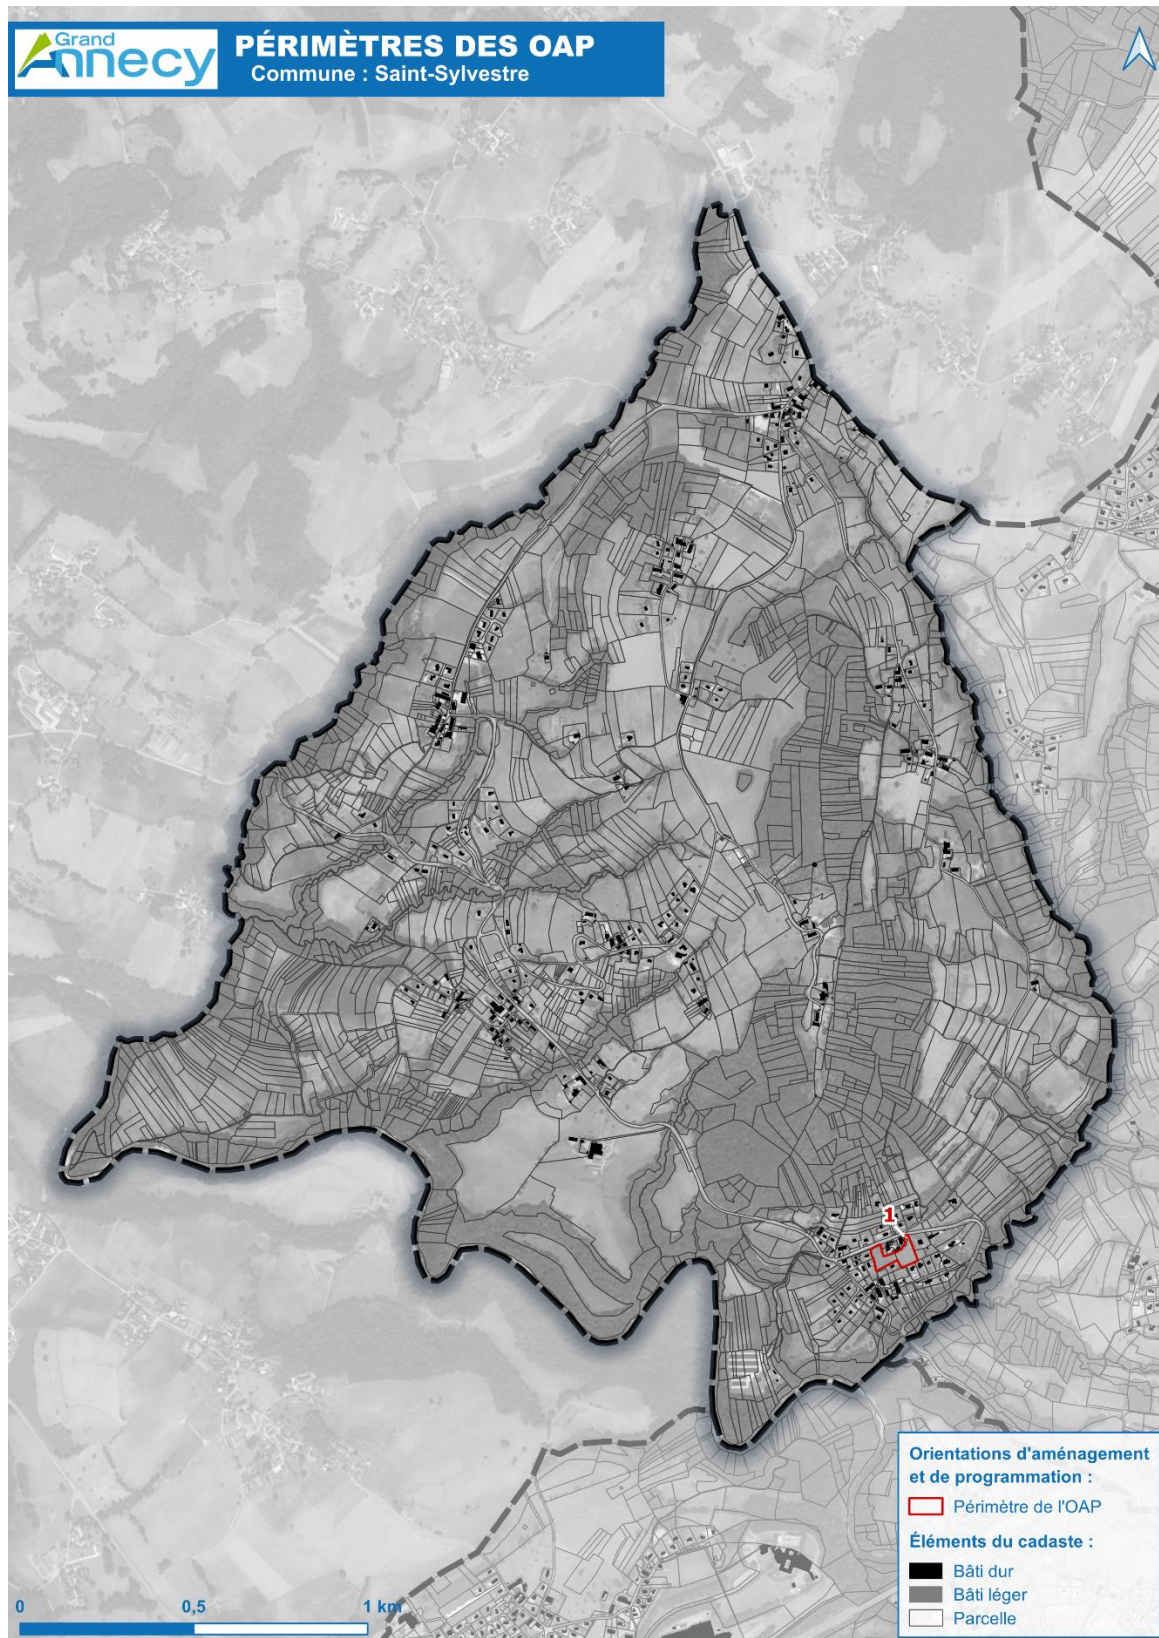 Grand
Annecy
PÉRIMÈTRES DES OAP
Commune : Saint-Sylvestre
1
Orientations d'aménagement
et de programmation :
Périmètre de l'OAP
Éléments du cadaste :
Bâti dur
Bâti léger
Parcelle
0 0,5 1 km